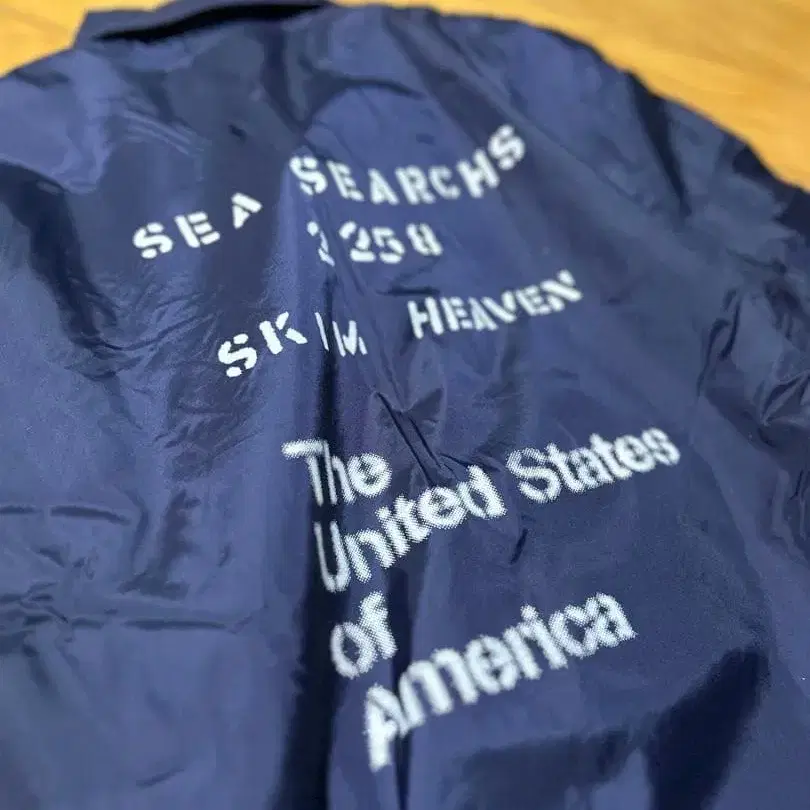 SEA SEARCHS
2258
SKIM HEAVEN
The
United States
of
America